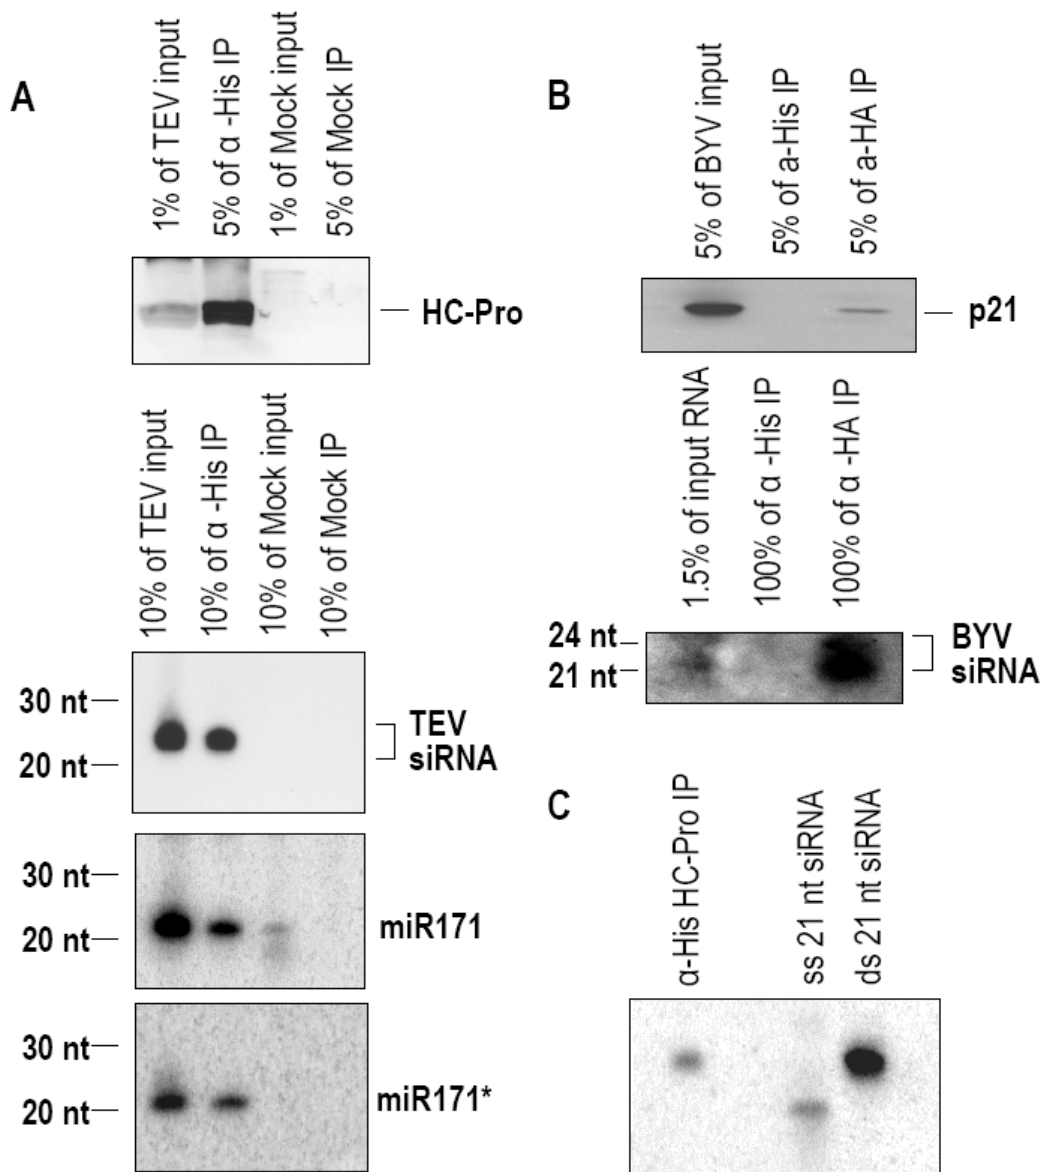 A
1% of TEV input
5% of α -His IP
1% of Mock input
5% of Mock IP
HC-Pro
10% of TEV input
10% of α -His IP
10% of Mock input
10% of Mock IP
30 nt
20 nt
TEV
siRNA
30 nt
20 nt
miR171
30 nt
20 nt
miR171*
B
5% of BYV input
5% of a-His IP
5% of a-HA IP
p21
1.5% of input RNA
100% of α -His IP
100% of α -HA IP
24 nt
21 nt
BYV
siRNA
C
α-His HC-Pro IP
ss 21 nt siRNA
ds 21 nt siRNA